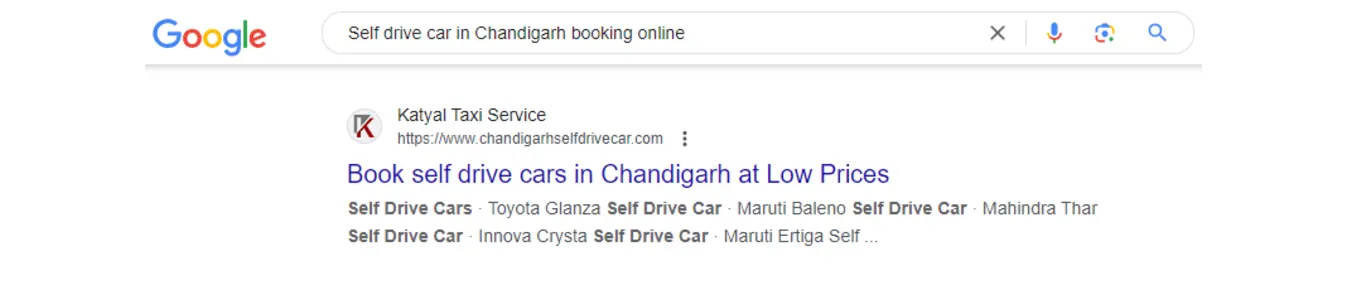 Google
Self drive car in Chandigarh booking online
Katyal Taxi Service
https://www.chandigarhselfdrivecar.com
Book self drive cars in Chandigarh at Low Prices
Self Drive Cars · Toyota Glanza Self Drive Car · Maruti Baleno Self Drive Car · Mahindra Thar
Self Drive Car · Innova Crysta Self Drive Car · Maruti Ertiga Self ...